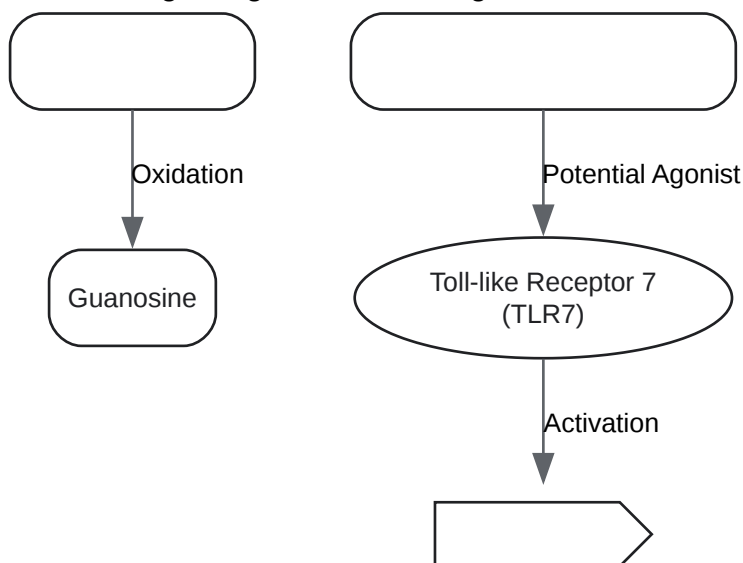 Oxidation
Potential Agonist
Guanosine
Toll-like Receptor 7
(TLR7)
Activation